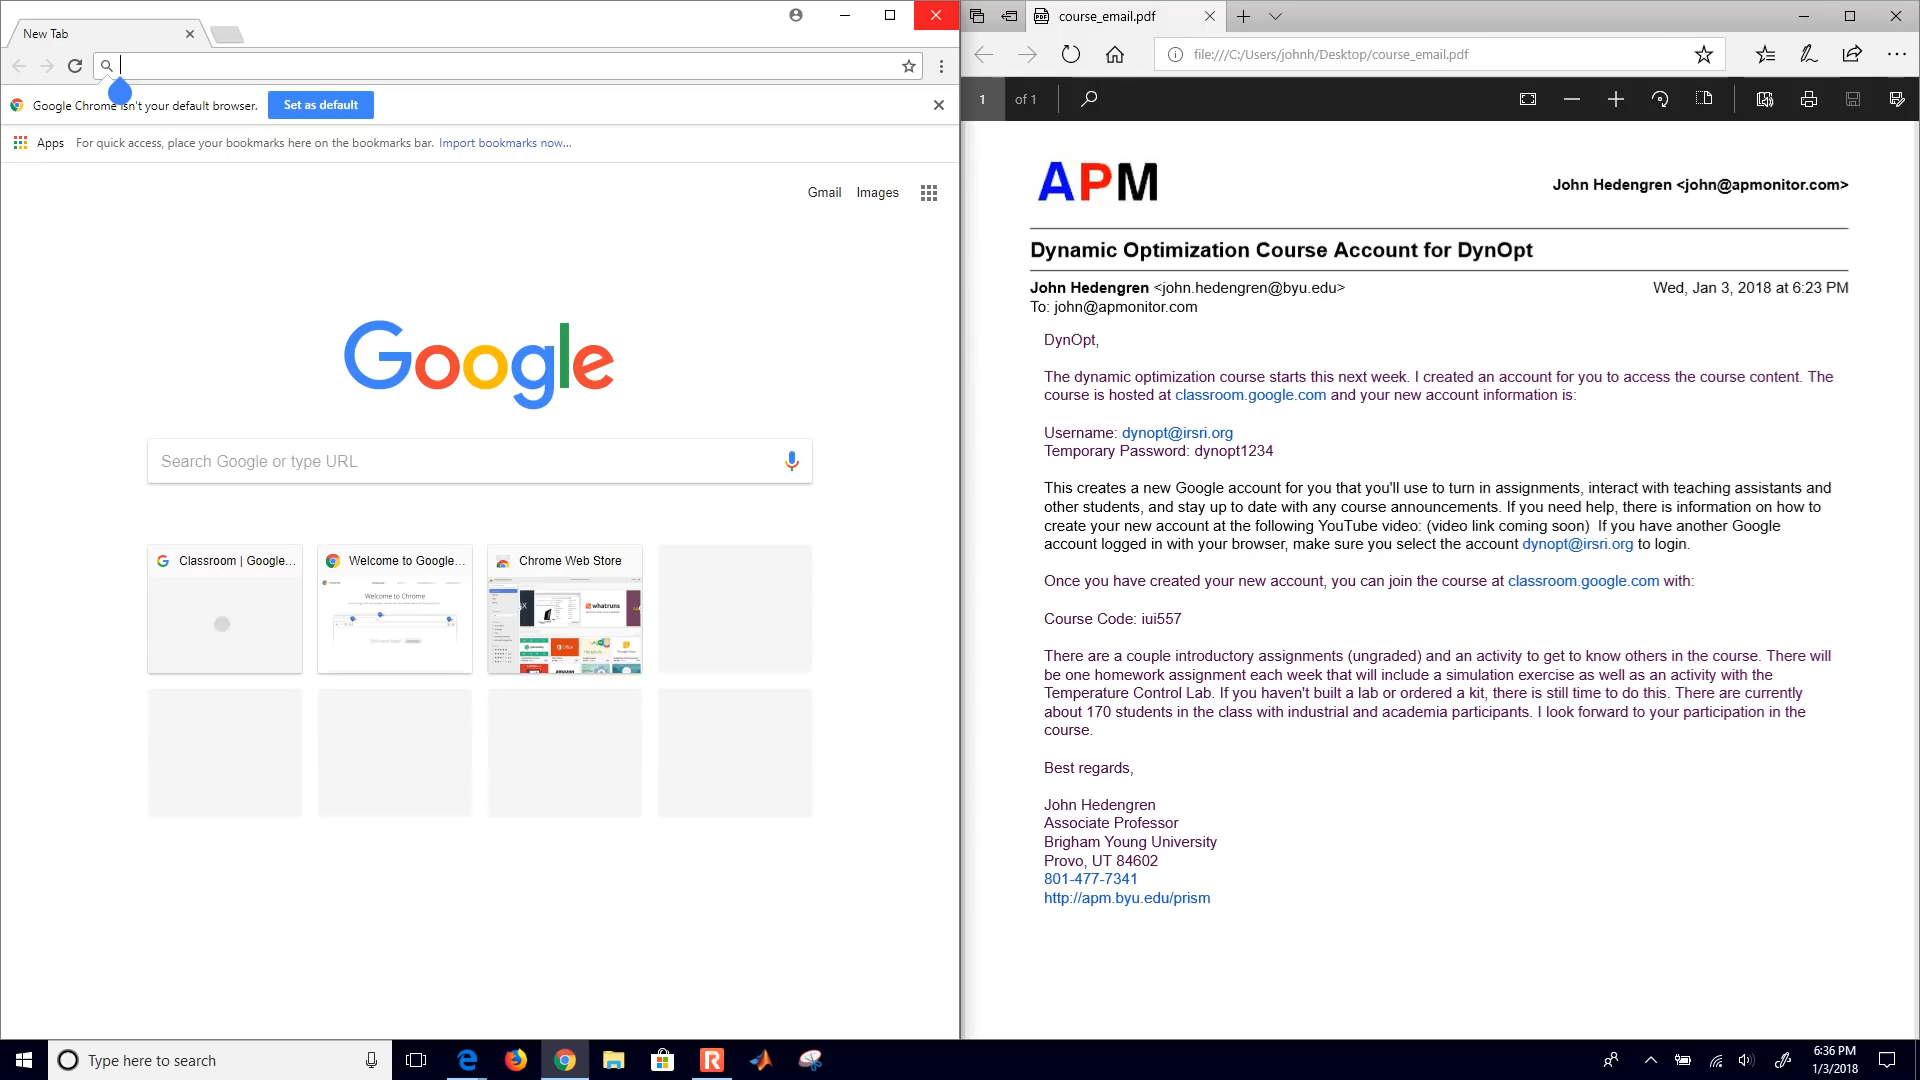 New Tab
Google Chrome isn't your default browser.
Set as default
Apps
For quick access, place your bookmarks here on the bookmarks bar.
Import bookmarks now...
Gmail
Images
Google
Search Google or type URL
Classroom | Google...
Welcome to Google...
Chrome Web Store
Welcome to Chrome
whatruns
Office
course_email.pdf
file:///C:/Users/johnh/Desktop/course_email.pdf
1
of 1
APM
John Hedengren <john@apmonitor.com>
Dynamic Optimization Course Account for DynOpt
John Hedengren <john.hedengren@byu.edu>
Wed, Jan 3, 2018 at 6:23 PM
To: john@apmonitor.com
DynOpt,
The dynamic optimization course starts this next week. I created an account for you to access the course content. The
course is hosted at classroom.google.com and your new account information is:
Username: dynopt@irsri.org
Temporary Password: dynopt1234
This creates a new Google account for you that you'll use to turn in assignments, interact with teaching assistants and
other students, and stay up to date with any course announcements. If you need help, there is information on how to
create your new account at the following YouTube video: (video link coming soon)  If you have another Google
account logged in with your browser, make sure you select the account dynopt@irsri.org to login.
Once you have created your new account, you can join the course at classroom.google.com with:
Course Code: iui557
There are a couple introductory assignments (ungraded) and an activity to get to know others in the course. There will
be one homework assignment each week that will include a simulation exercise as well as an activity with the
Temperature Control Lab. If you haven't built a lab or ordered a kit, there is still time to do this. There are currently
about 170 students in the class with industrial and academia participants. I look forward to your participation in the
course.
Best regards,
John Hedengren
Associate Professor
Brigham Young University
Provo, UT 84602
801-477-7341
http://apm.byu.edu/prism
Type here to search
6:36 PM
1/3/2018